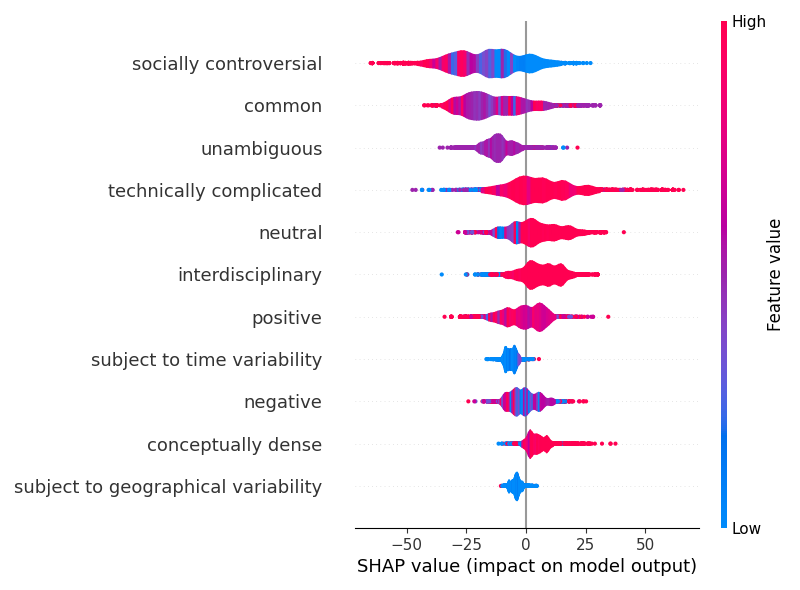 High
socially controversial
common
unambiguous
technically complicated
neutral
interdisciplinary
positive
subject to time variability
negative
conceptually dense
subject to geographical variability
Feature value
Low
−50 −25 0 25 50
SHAP value (impact on model output)